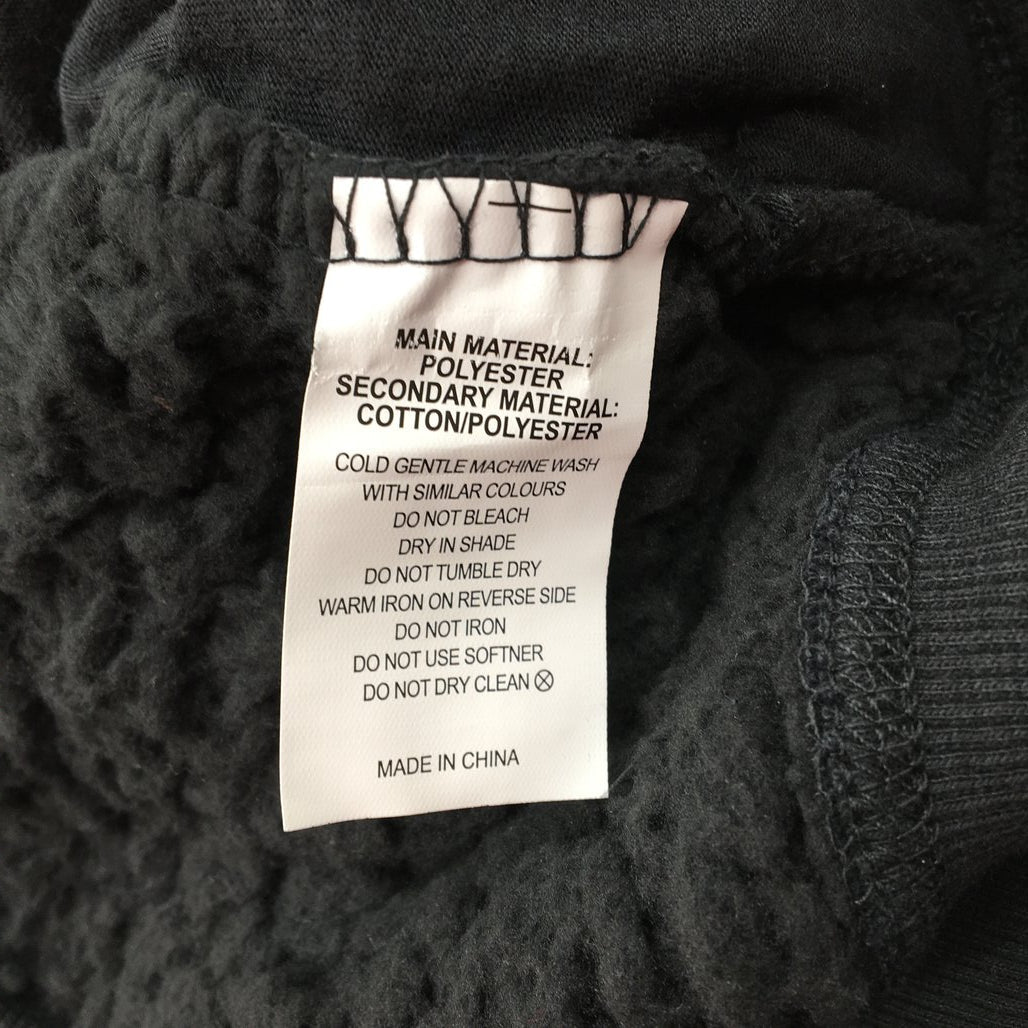 MAIN MATERIAL:
POLYESTER
SECONDARY MATERIAL:
COTTON/POLYESTER
COLD GENTLE MACHINE WASH
WITH SIMILAR COLOURS
DO NOT BLEACH
DRY IN SHADE
DO NOT TUMBLE DRY
WARM IRON ON REVERSE SIDE
DO NOT IRON
DO NOT USE SOFTNER
DO NOT DRY CLEAN
MADE IN CHINA